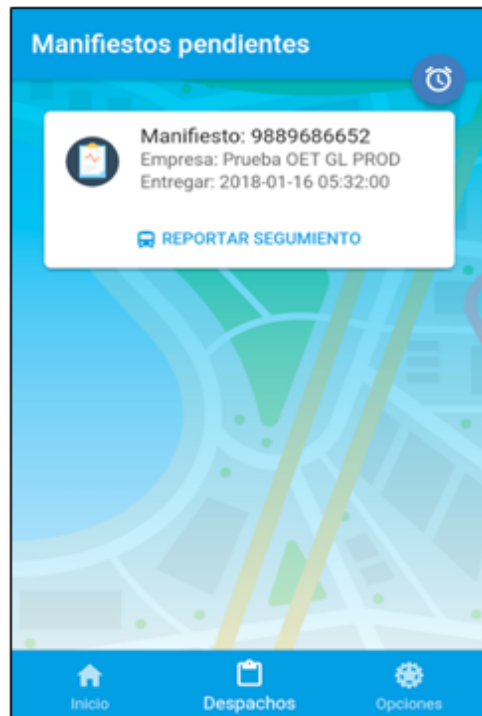 Manifiestos pendientes
Manifiesto: 9889686652
Empresa: Prueba OET GL PROD
Entregar: 2018-01-16 05:32:00
REPORTAR SEGUMIENTO
Inicio
Despachos
Opciones